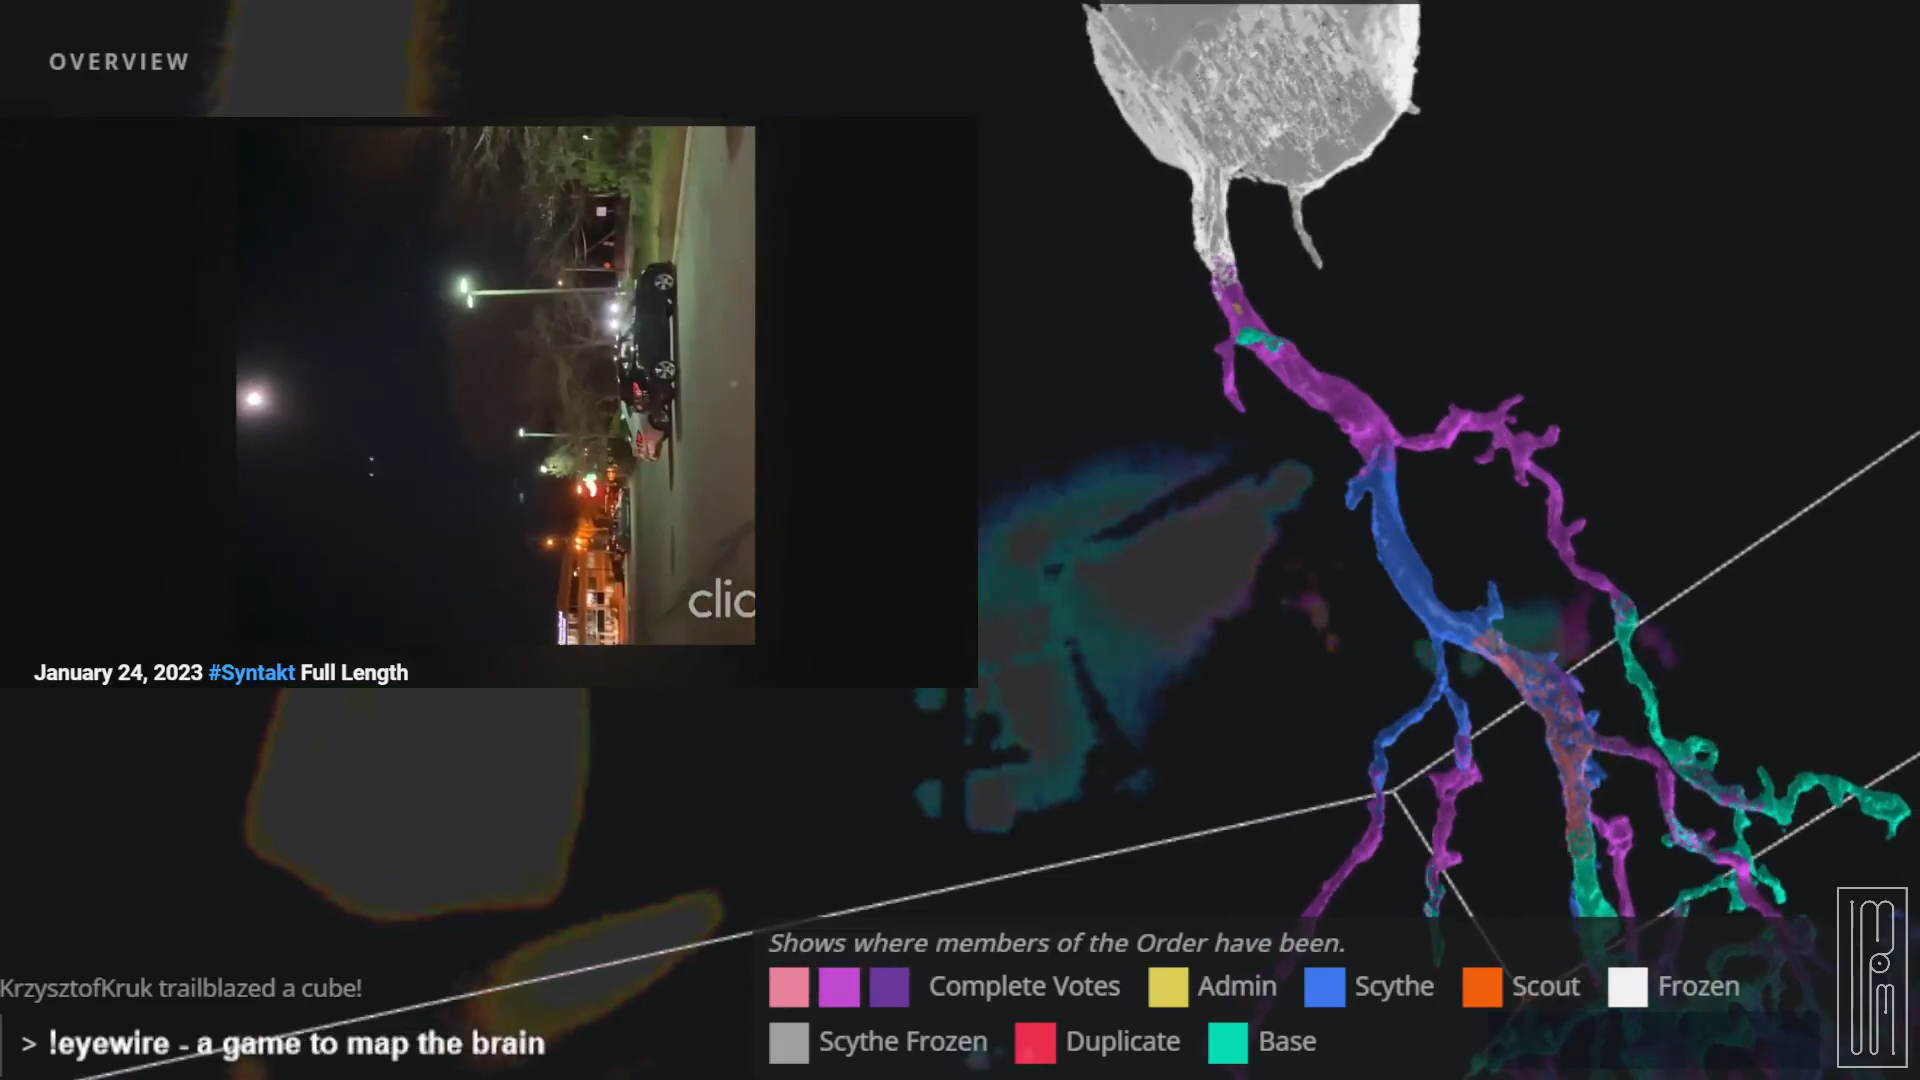 OVERVIEW
clic
January 24, 2023 #Syntakt Full Length
KrzysztofKruk trailblazed a cube!
> !eyewire - a game to map the brain
Shows where members of the Order have been.
Complete Votes Admin Scythe Scout Frozen
Scythe Frozen Duplicate Base